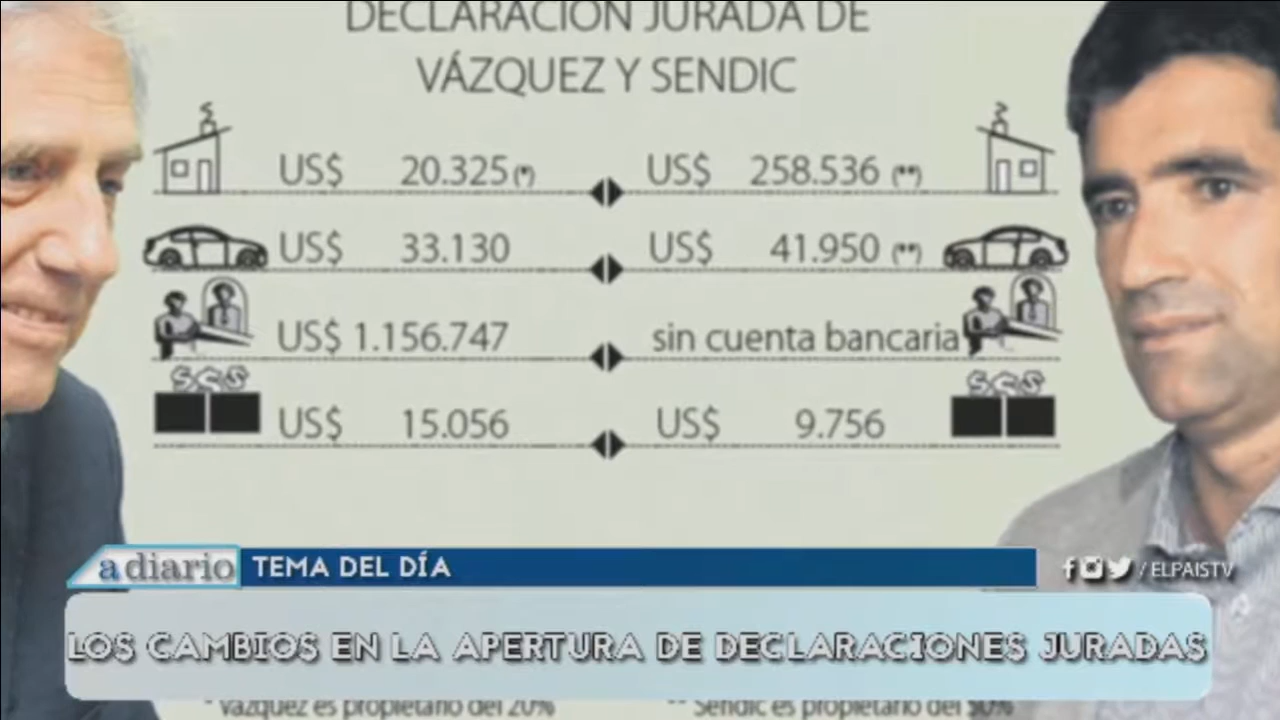 DECLARACIÓN JURADA DE
VÁZQUEZ Y SENDIC
US$ 20.325 (*) US$ 258.536 (**)
US$ 33.130 US$ 41.950 (**)
US$ 1.156.747 sin cuenta bancaria
US$ 15.056 US$ 9.756
a diario TEMA DEL DÍA /ELPAISTV
LOS CAMBIOS EN LA APERTURA DE DECLARACIONES JURADAS
* Vázquez es propietario del 20% ** Sendic es propietario del 50%